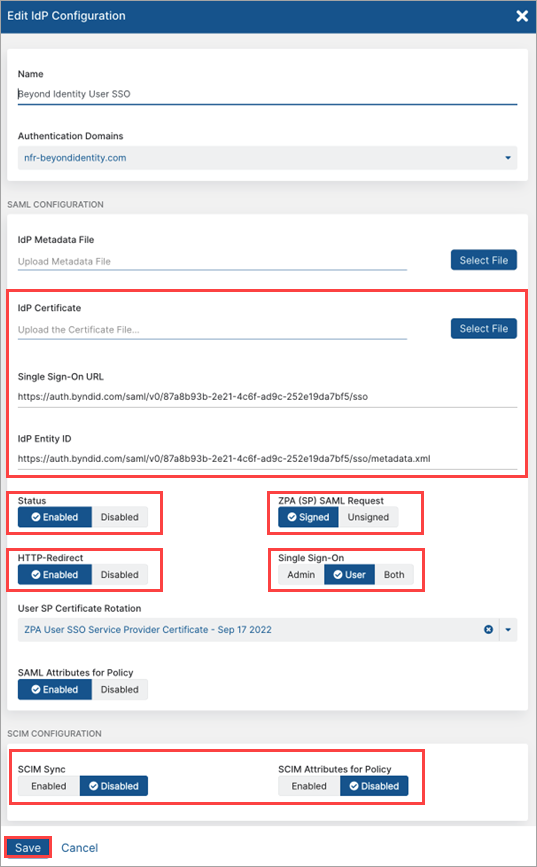 Edit IdP Configuration
Name
Beyond Identity User SSO
Authentication Domains
nfr-beyondidentity.com
SAML CONFIGURATION
IdP Metadata File
Upload Metadata File
Select File
IdP Certificate
Upload the Certificate File...
Select File
Single Sign-On URL
https://auth.byndid.com/saml/v0/87a8b93b-2e21-4c6f-ad9c-252e19da7bf5/sso
IdP Entity ID
https://auth.byndid.com/saml/v0/87a8b93b-2e21-4c6f-ad9c-252e19da7bf5/sso/metadata.xml
Status
Enabled Disabled
ZPA (SP) SAML Request
Signed Unsigned
HTTP-Redirect
Enabled Disabled
Single Sign-On
Admin User Both
User SP Certificate Rotation
ZPA User SSO Service Provider Certificate - Sep 17 2022
SAML Attributes for Policy
Enabled Disabled
SCIM CONFIGURATION
SCIM Sync
Enabled Disabled
SCIM Attributes for Policy
Enabled Disabled
Save Cancel